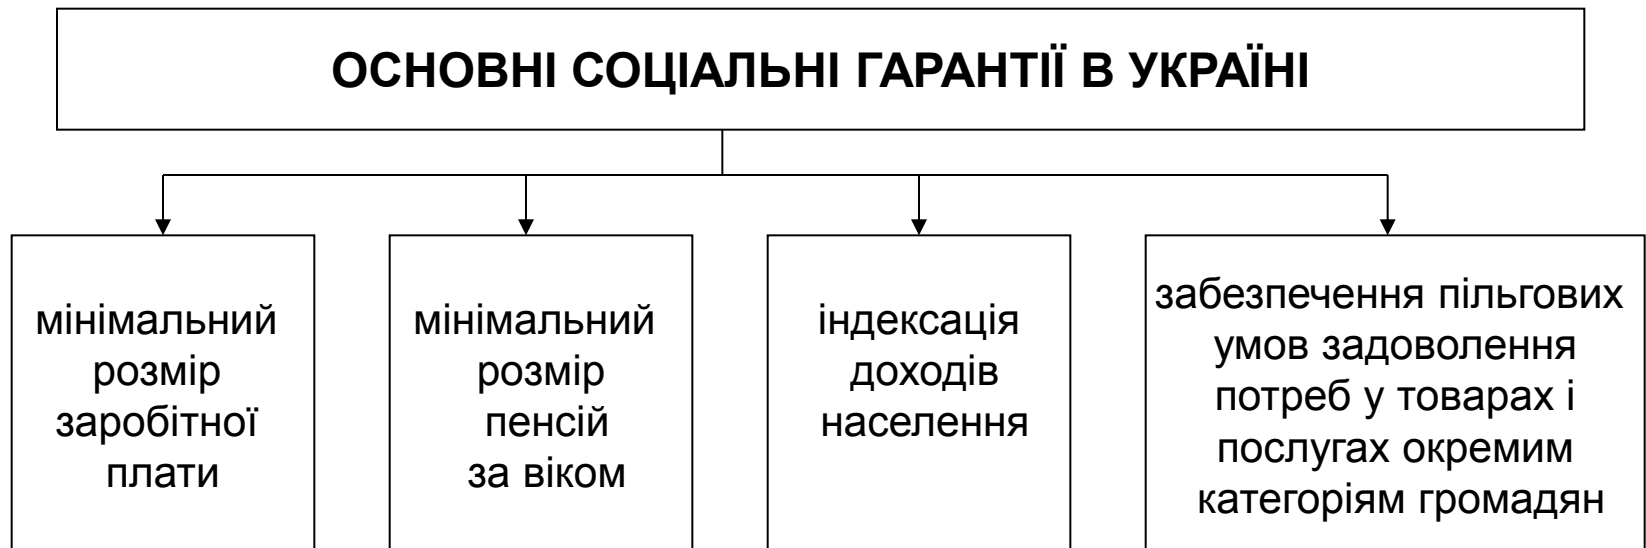 ОСНОВНІ СОЦІАЛЬНІ ГАРАНТІЇ В УКРАЇНІ
мінімальний
розмір
заробітної
плати
мінімальний
розмір
пенсій
за віком
індексація
доходів
населення
забезпечення пільгових
умов задоволення
потреб у товарах і
послугах окремим
категоріям громадян